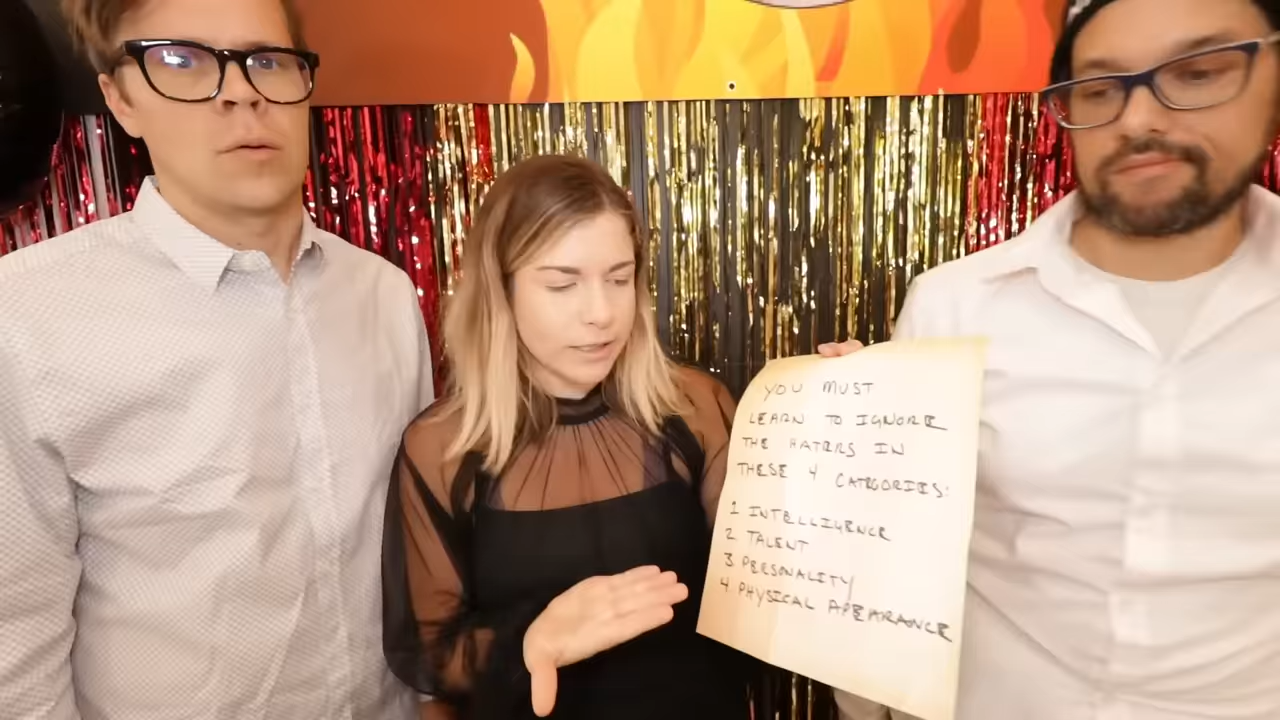 YOU MUST
LEARN TO IGNORE
THE HATERS IN
THESE 4 CATEGORIES:
1 INTELLIGENCE
2 TALENT
3 PERSONALITY
4 PHYSICAL APEARANCE